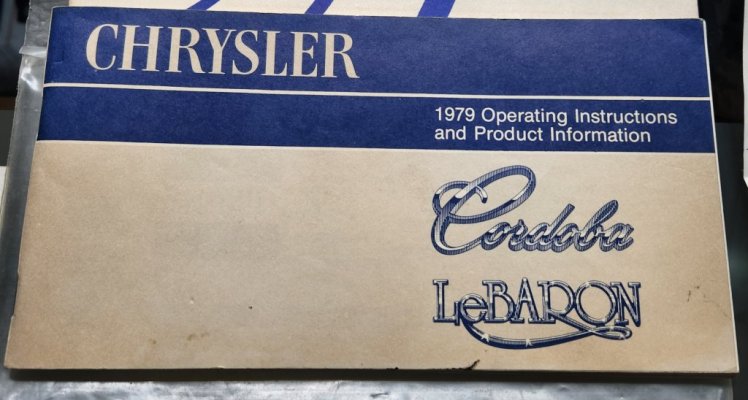 CHRYSLER
1979 Operating Instructions
and Product Information
Cordoba
LeBARON